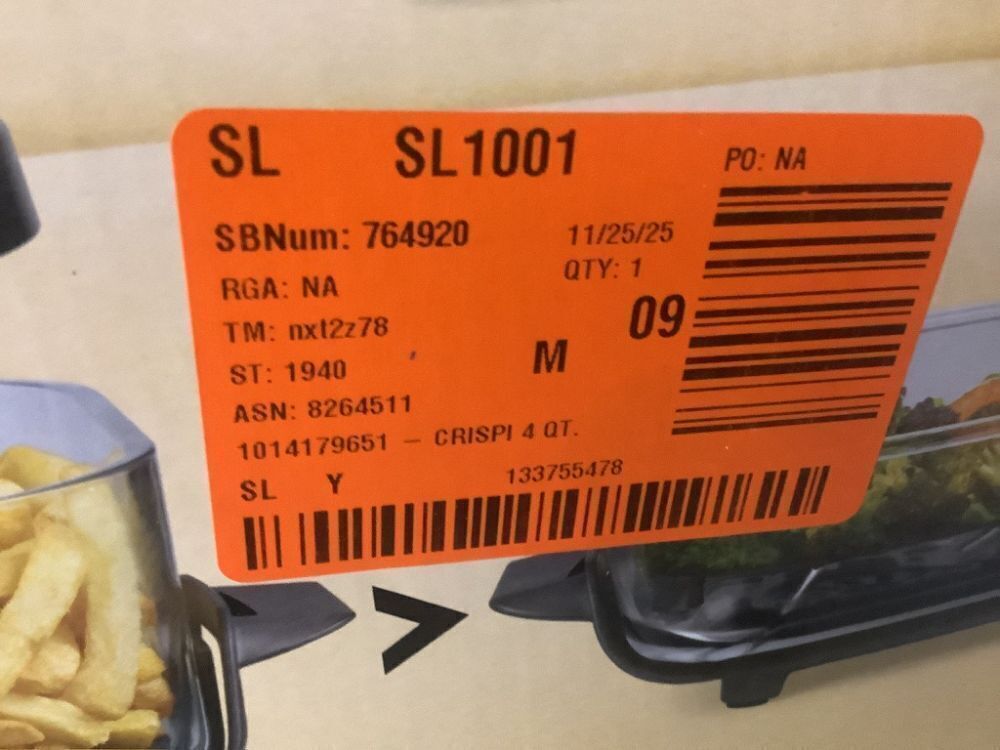 SL SL1001 PO: NA
SBNum: 764920 11/25/25
RGA: NA QTY: 1
TM: nxt2z78 09
ST: 1940 M
ASN: 8264511
1014179651 – CRISPI 4 QT.
SL Y 133755478
>